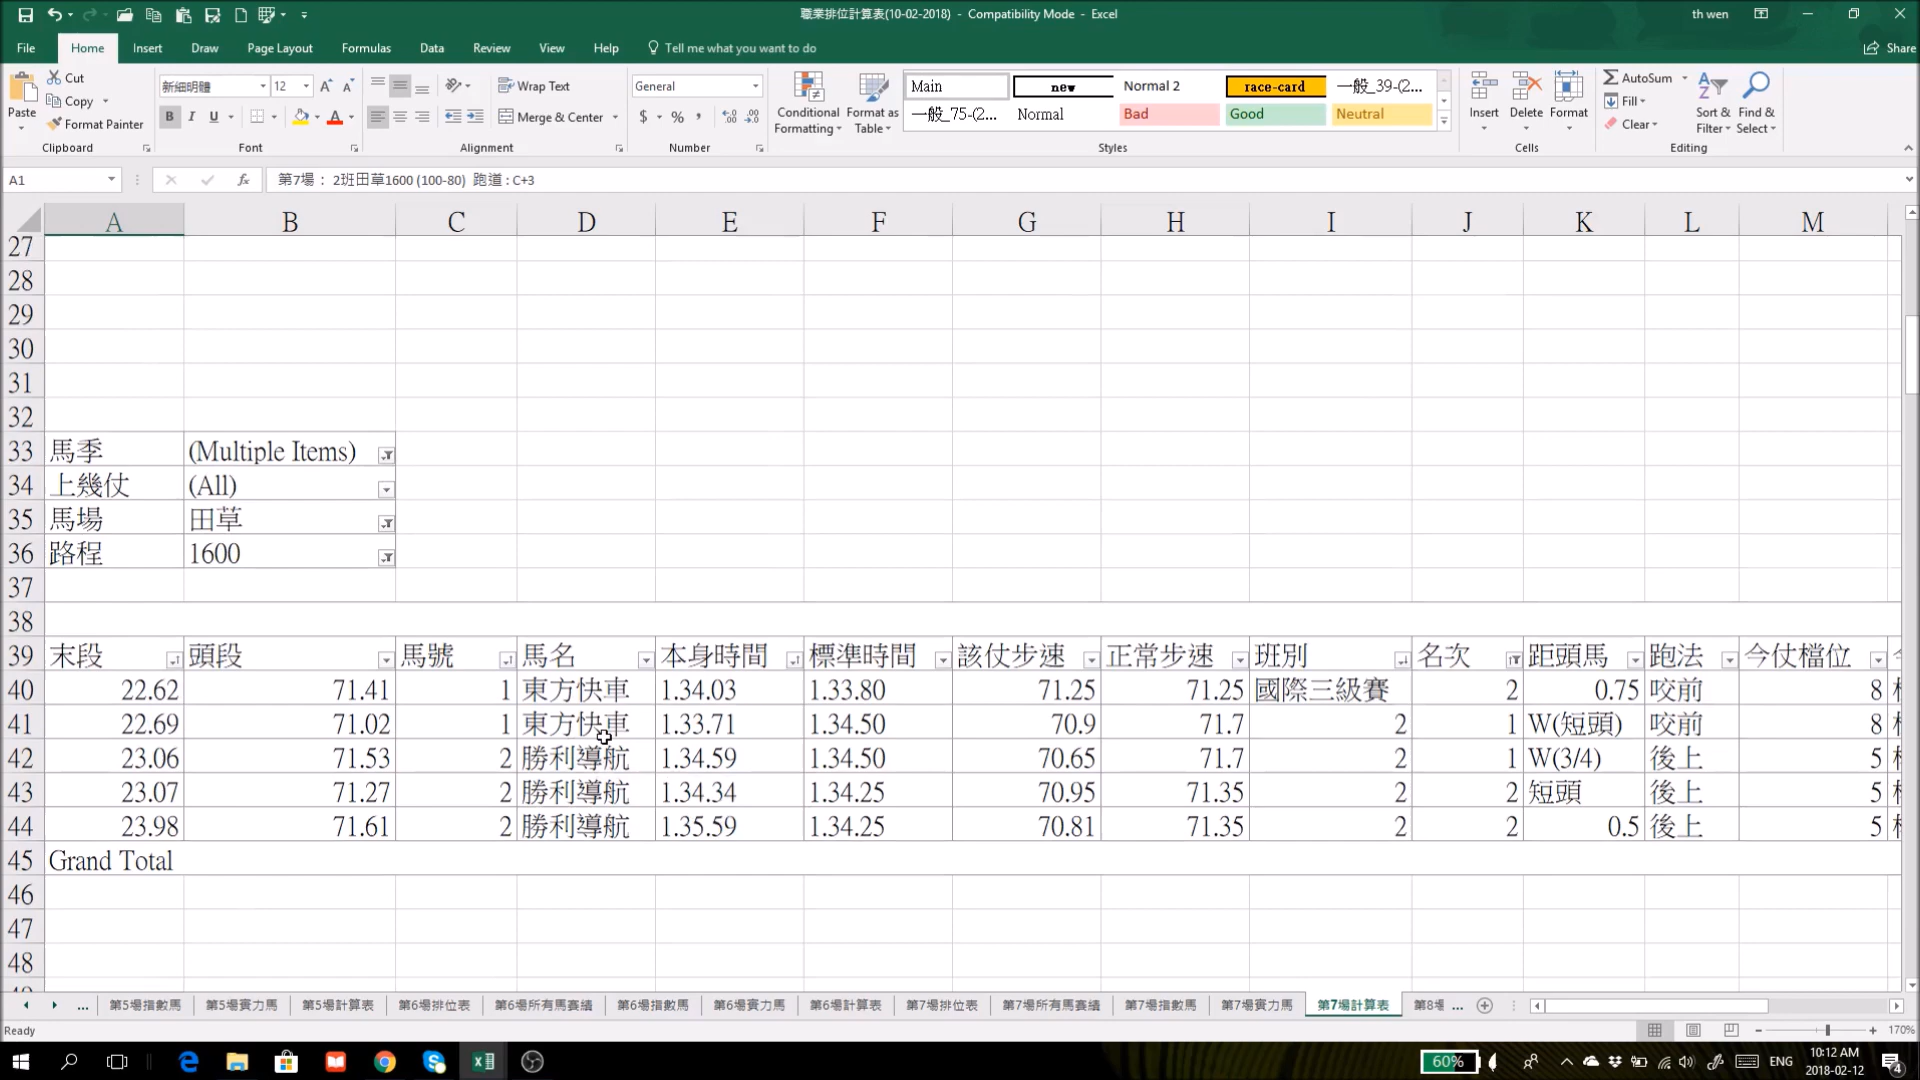 職業排位計算表(10-02-2018) - Compatibility Mode - Excel
th wen
File Home Insert Draw Page Layout Formulas Data Review View Help Tell me what you want to do Share
Paste
Cut
Copy
Format Painter
Clipboard
新細明體 12
B I U
Font
Wrap Text
Merge & Center
Alignment
General
$ % ,
Number
Conditional Formatting
Format as Table
Main new Normal 2 race-card 一般_39-(2...
一般_75-(2... Normal Bad Good Neutral
Styles
Insert Delete Format
Cells
AutoSum
Fill
Clear
Sort & Filter
Find & Select
Editing
A1 fx 第7場： 2班田草1600 (100-80) 跑道 : C+3
A B C D E F G H I J K L M
27
28
29
30
31
32
33 馬季 (Multiple Items)
34 上幾仗 (All)
35 馬場 田草
36 路程 1600
37
38
39 末段 頭段 馬號 馬名 本身時間 標準時間 該仗步速 正常步速 班別 名次 距頭馬 跑法 今仗檔位
40 22.62 71.41 1 東方快車 1.34.03 1.33.80 71.25 71.25 國際三級賽 2 0.75 咬前 8
41 22.69 71.02 1 東方快車 1.33.71 1.34.50 70.9 71.7 2 1 W(短頭) 咬前 8
42 23.06 71.53 2 勝利導航 1.34.59 1.34.50 70.65 71.7 2 1 W(3/4) 後上 5
43 23.07 71.27 2 勝利導航 1.34.34 1.34.25 70.95 71.35 2 2 短頭 後上 5
44 23.98 71.61 2 勝利導航 1.35.59 1.34.25 70.81 71.35 2 2 0.5 後上 5
45 Grand Total
46
47
48
... 第5場指數馬 第5場實力馬 第5場計算表 第6場排位表 第6場所有馬賽績 第6場指數馬 第6場實力馬 第6場計算表 第7場排位表 第7場所有馬賽績 第7場指數馬 第7場實力馬 第7場計算表 第8場 ...
Ready
170%
60%
ENG
10:12 AM
2018-02-12
4